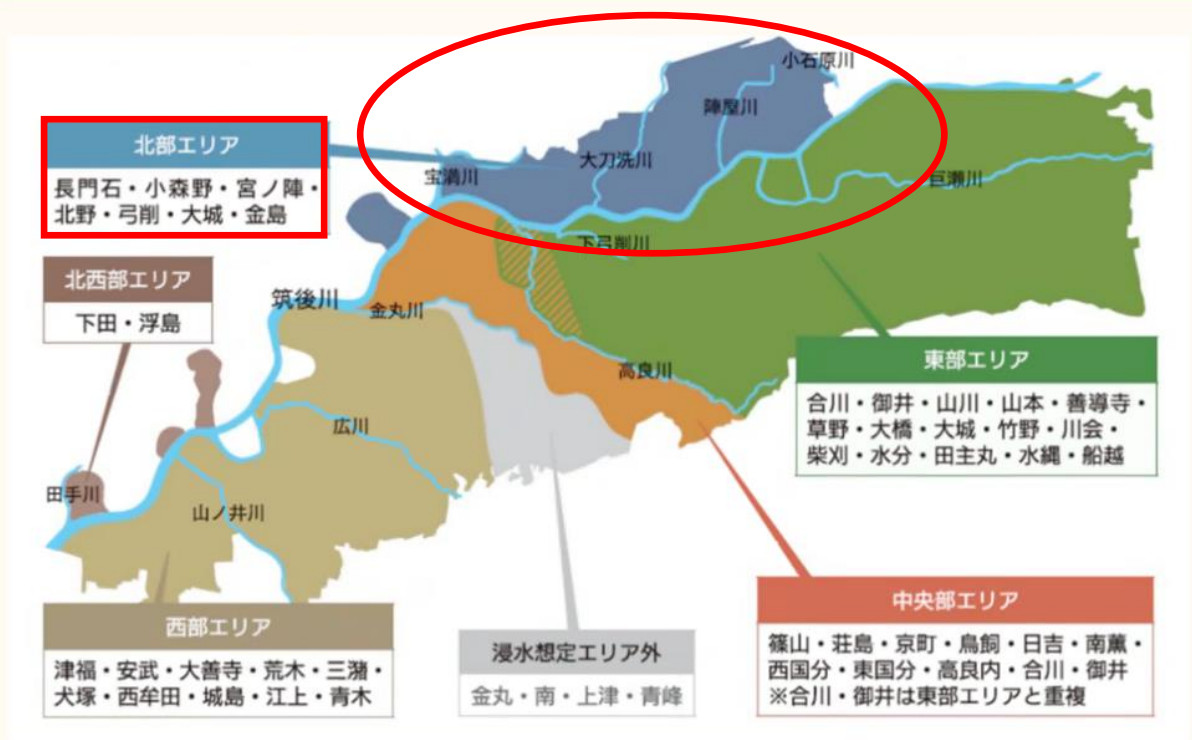 小石原川
陣屋川
北部エリア
長門石・小森野・宮ノ陣・
北野・弓削・大城・金島
大刀洗川
宝満川
巨瀬川
下弓削川
北西部エリア
下田・浮島
筑後川
金丸川
東部エリア
合川・御井・山川・山本・善導寺・
草野・大橋・大城・竹野・川会・
柴刈・水分・田主丸・水縄・船越
高良川
広川
田手川
山ノ井川
西部エリア
津福・安武・大善寺・荒木・三潴・
犬塚・西牟田・城島・江上・青木
浸水想定エリア外
金丸・南・上津・青峰
中央部エリア
篠山・荘島・京町・鳥飼・日吉・南薫・
西国分・東国分・高良内・合川・御井
※合川・御井は東部エリアと重複